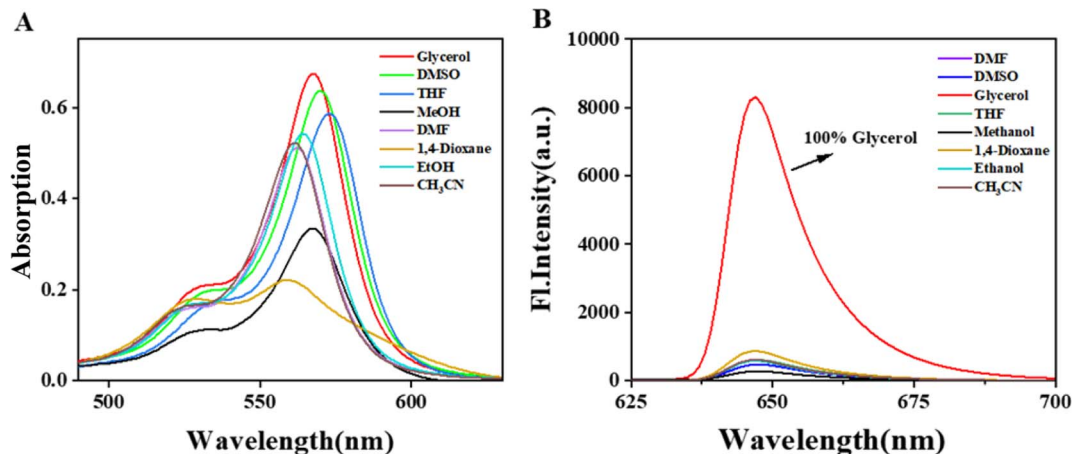 A
Absorption
0.6
0.4
0.2
0.0
Glycerol
DMSO
THF
MeOH
DMF
1,4-Dioxane
EtOH
CH₃CN
500
550
600
Wavelength(nm)
B
Fl.Intensity(a.u.)
10000
8000
6000
4000
2000
0
DMF
DMSO
Glycerol
THF
Methanol
1,4-Dioxane
Ethanol
CH₃CN
100% Glycerol
625
650
675
700
Wavelength(nm)